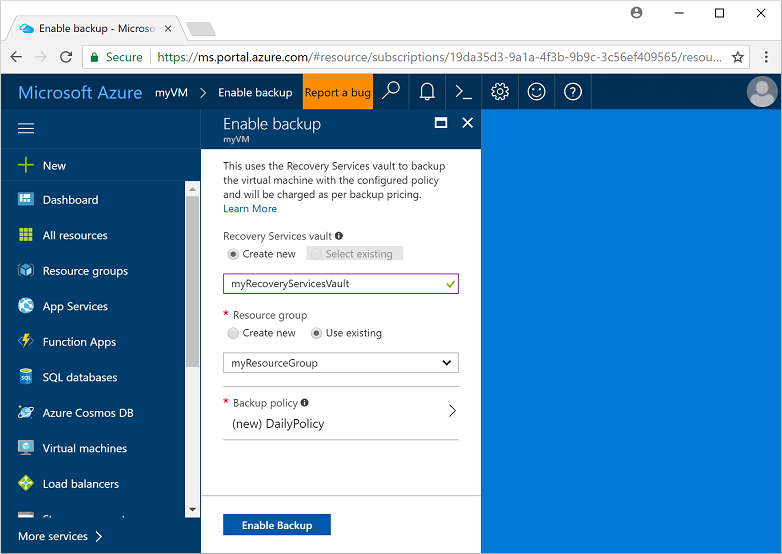 Enable backup - Microso
Secure
https://ms.portal.azure.com/#resource/subscriptions/19da35d3-9a1a-4f3b-9b9c-3c56ef409565/resou...
Microsoft Azure
myVM
Enable backup
Report a bug
New
Dashboard
All resources
Resource groups
App Services
Function Apps
SQL databases
Azure Cosmos DB
Virtual machines
Load balancers
More services
Enable backup
myVM
This uses the Recovery Services vault to backup
the virtual machine with the configured policy
and will be charged as per backup pricing.
Learn More
Recovery Services vault
Create new Select existing
myRecoveryServicesVault
* Resource group
Create new Use existing
myResourceGroup
* Backup policy
(new) DailyPolicy
Enable Backup